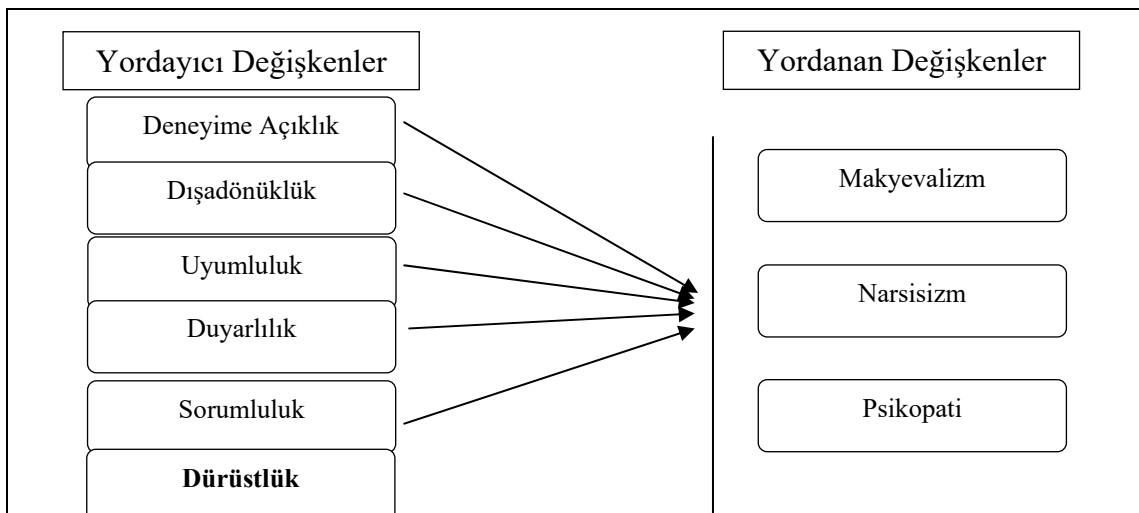 Yordayıcı Değişkenler
Yordanan Değişkenler
Deneyime Açıklık
Dışadönüklük
Uyumluluk
Duyarlılık
Sorumluluk
Dürüstlük
Makyevalizm
Narsisizm
Psikopati